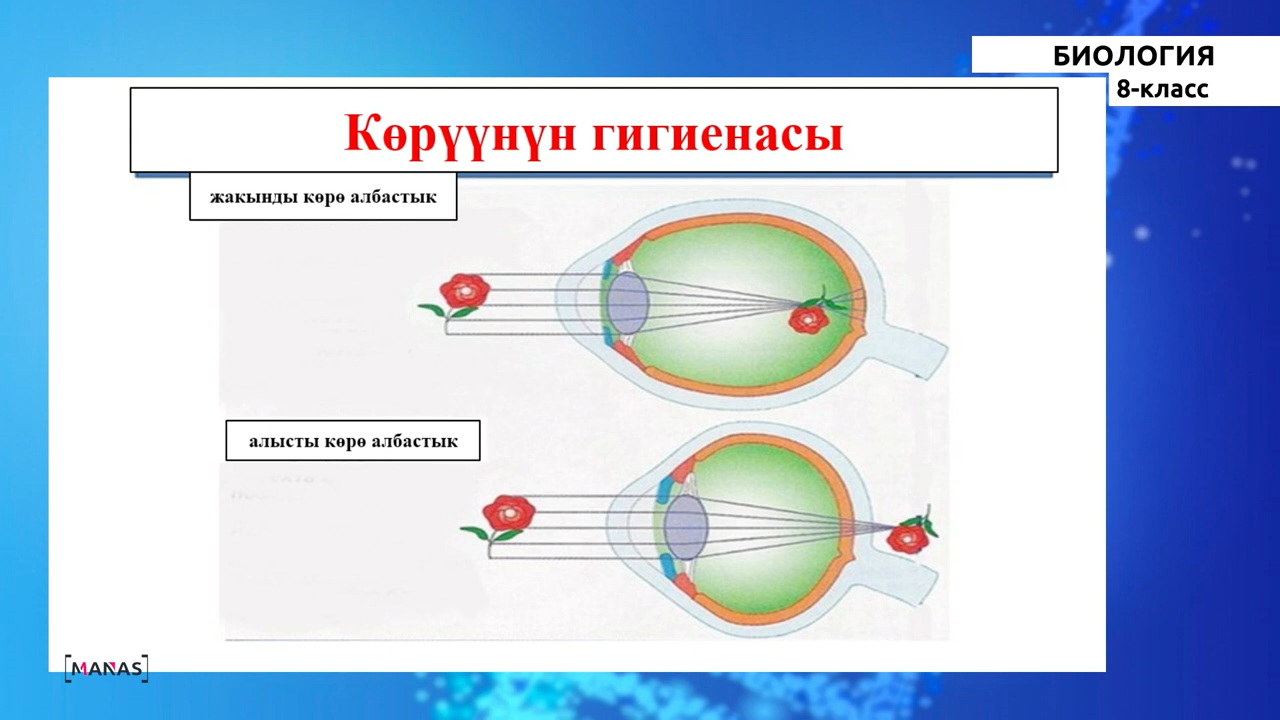 БИОЛОГИЯ
8-класс
Көрүүнүн гигиенасы
жакынды көрө албастык
алысты көрө албастык
[MANAS]